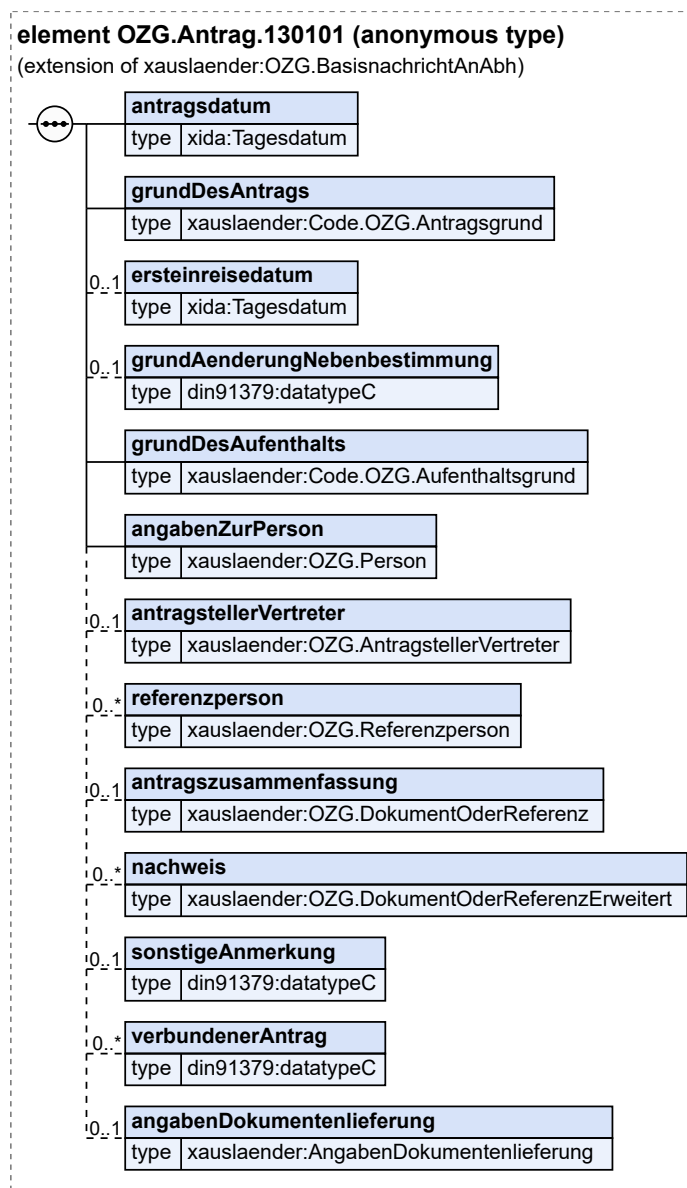 element OZG.Antrag.130101 (anonymous type)
(extension of xauslaender:OZG.BasisnachrichtAnAbh)
antragsdatum
type xida:Tagesdatum
grundDesAntrags
type xauslaender:Code.OZG.Antragsgrund
0..1 ersteinreisedatum
type xida:Tagesdatum
0..1 grundAenderungNebenbestimmung
type din91379:datatypeC
grundDesAufenthalts
type xauslaender:Code.OZG.Aufenthaltsgrund
angabenZurPerson
type xauslaender:OZG.Person
0..1 antragstellerVertreter
type xauslaender:OZG.AntragstellerVertreter
0..* referenzperson
type xauslaender:OZG.Referenzperson
0..1 antragszusammenfassung
type xauslaender:OZG.DokumentOderReferenz
0..* nachweis
type xauslaender:OZG.DokumentOderReferenzErweitert
0..1 sonstigeAnmerkung
type din91379:datatypeC
0..* verbundenerAntrag
type din91379:datatypeC
0..1 angabenDokumentenlieferung
type xauslaender:AngabenDokumentenlieferung